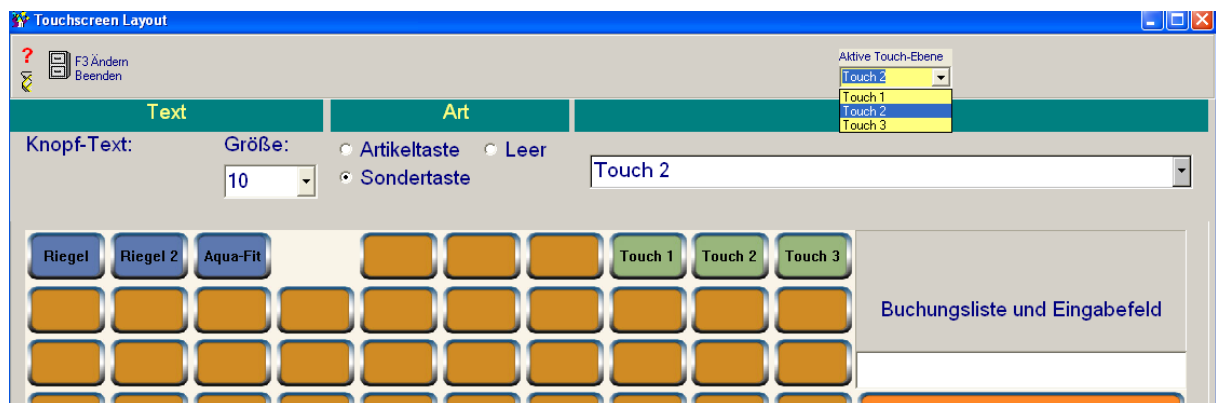 Touchscreen Layout
?
F3 Ändern
Beenden
Aktive Touch-Ebene
Touch 2
Touch 1
Touch 2
Touch 3
Text
Art
Knopf-Text:
Größe:
10
Artikeltaste
Leer
Sondertaste
Touch 2
Riegel
Riegel 2
Aqua-Fit
Touch 1
Touch 2
Touch 3
Buchungsliste und Eingabefeld